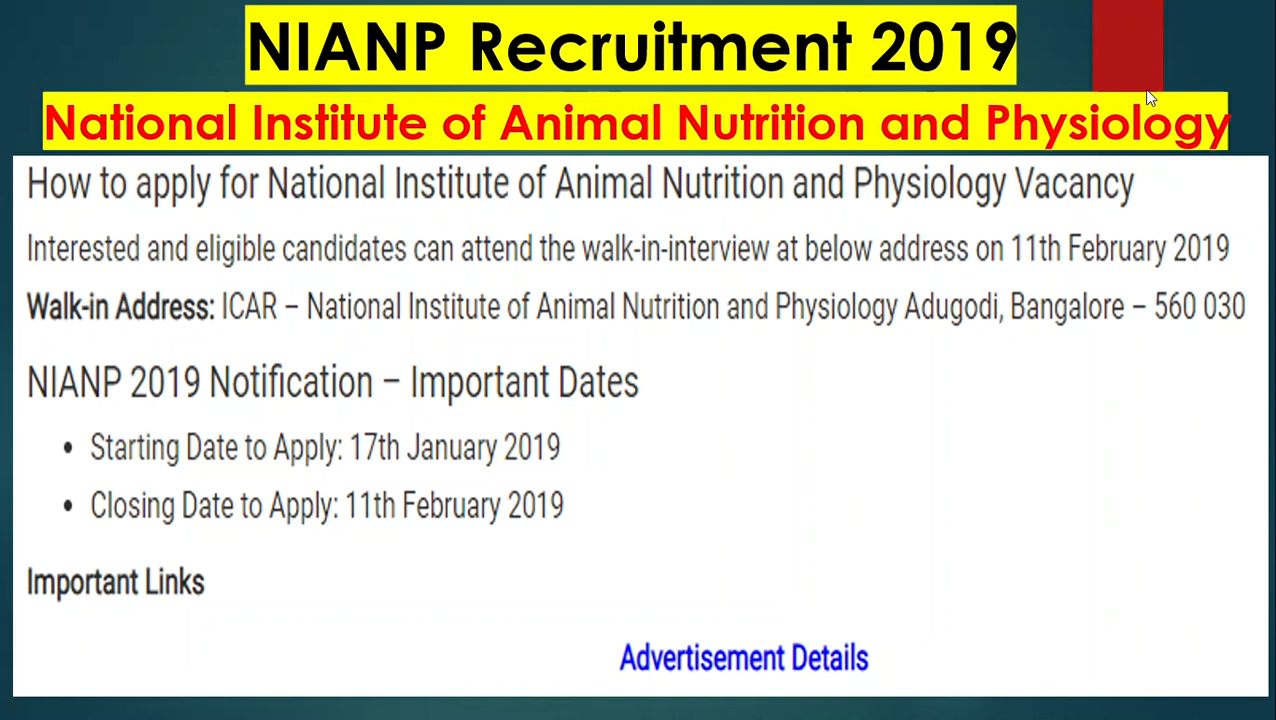 NIANP Recruitment 2019
National Institute of Animal Nutrition and Physiology
How to apply for National Institute of Animal Nutrition and Physiology Vacancy
Interested and eligible candidates can attend the walk-in-interview at below address on 11th February 2019
Walk-in Address: ICAR – National Institute of Animal Nutrition and Physiology Adugodi, Bangalore – 560 030
NIANP 2019 Notification – Important Dates
• Starting Date to Apply: 17th January 2019
• Closing Date to Apply: 11th February 2019
Important Links
Advertisement Details